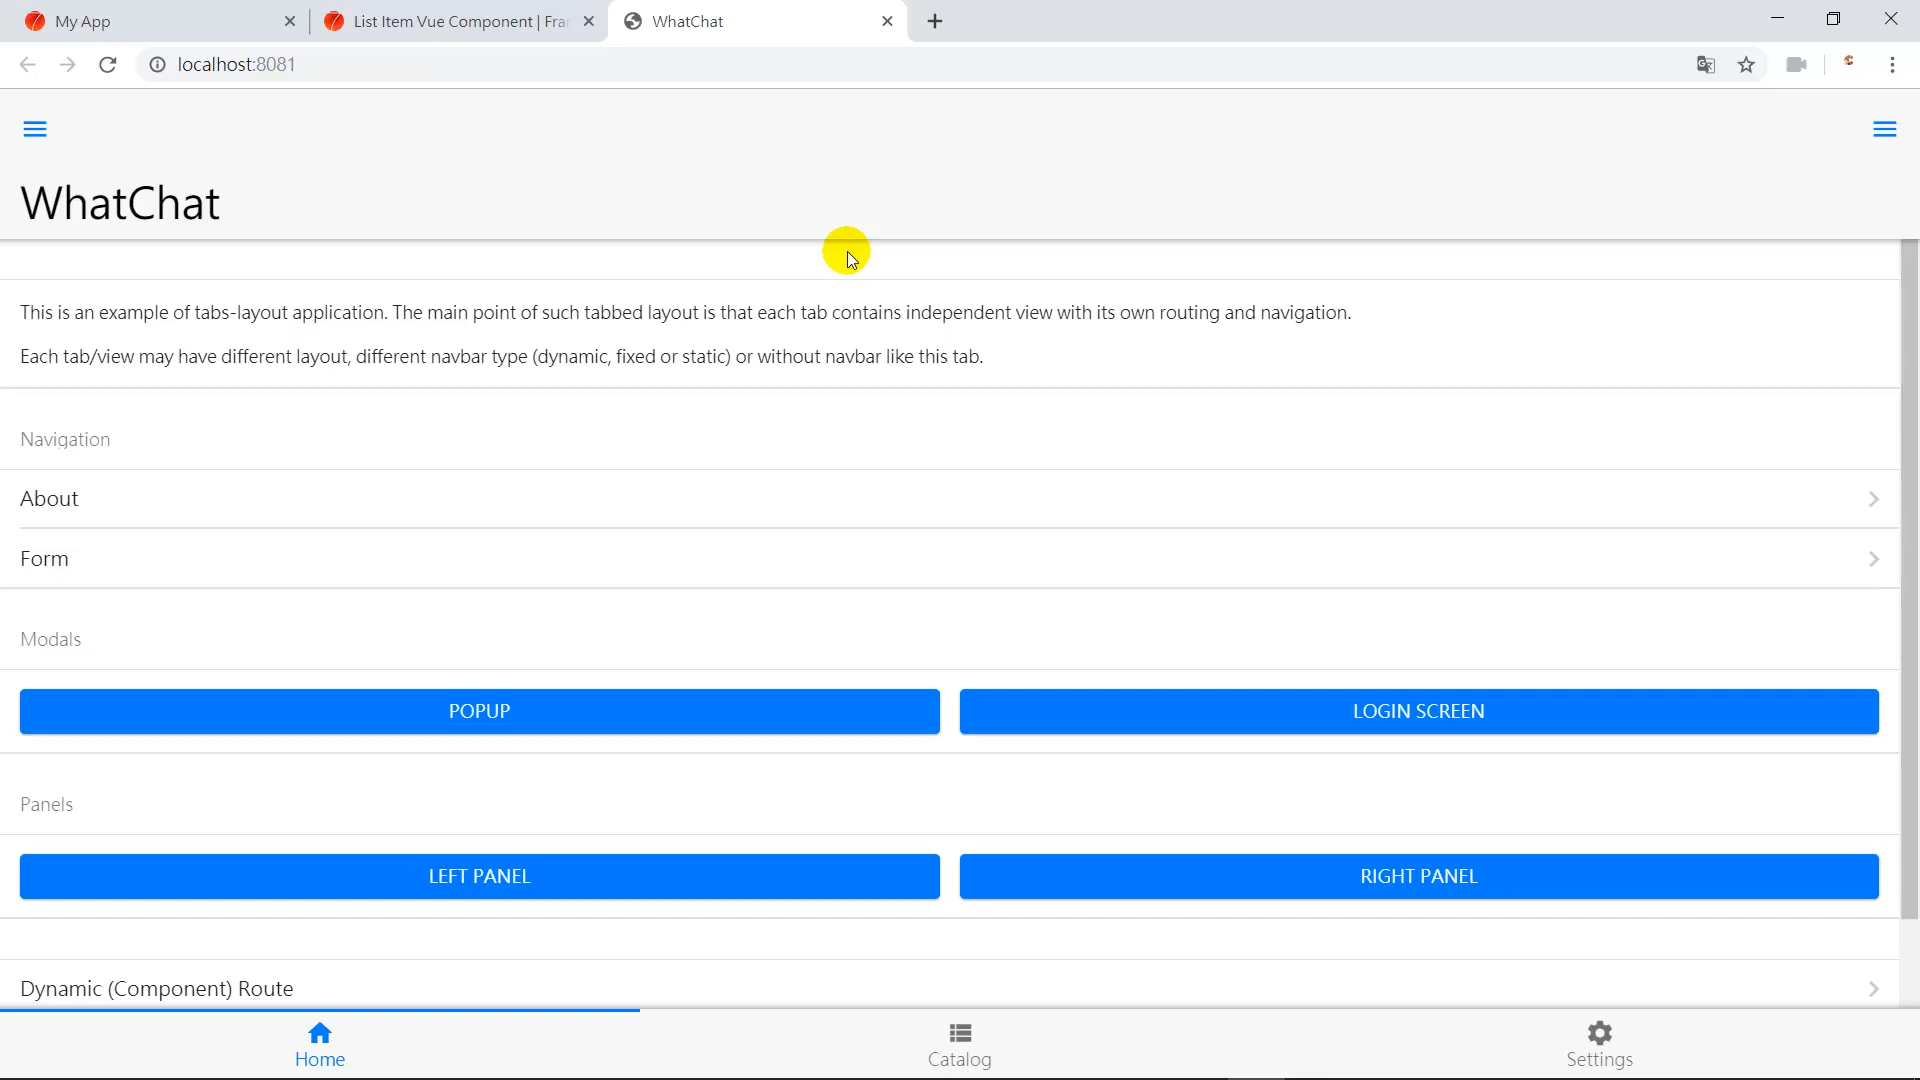 My App
List Item Vue Component | Fra
WhatChat
localhost:8081
WhatChat
This is an example of tabs-layout application. The main point of such tabbed layout is that each tab contains independent view with its own routing and navigation.
Each tab/view may have different layout, different navbar type (dynamic, fixed or static) or without navbar like this tab.
Navigation
About
Form
Modals
POPUP
LOGIN SCREEN
Panels
LEFT PANEL
RIGHT PANEL
Dynamic (Component) Route
Home
Catalog
Settings